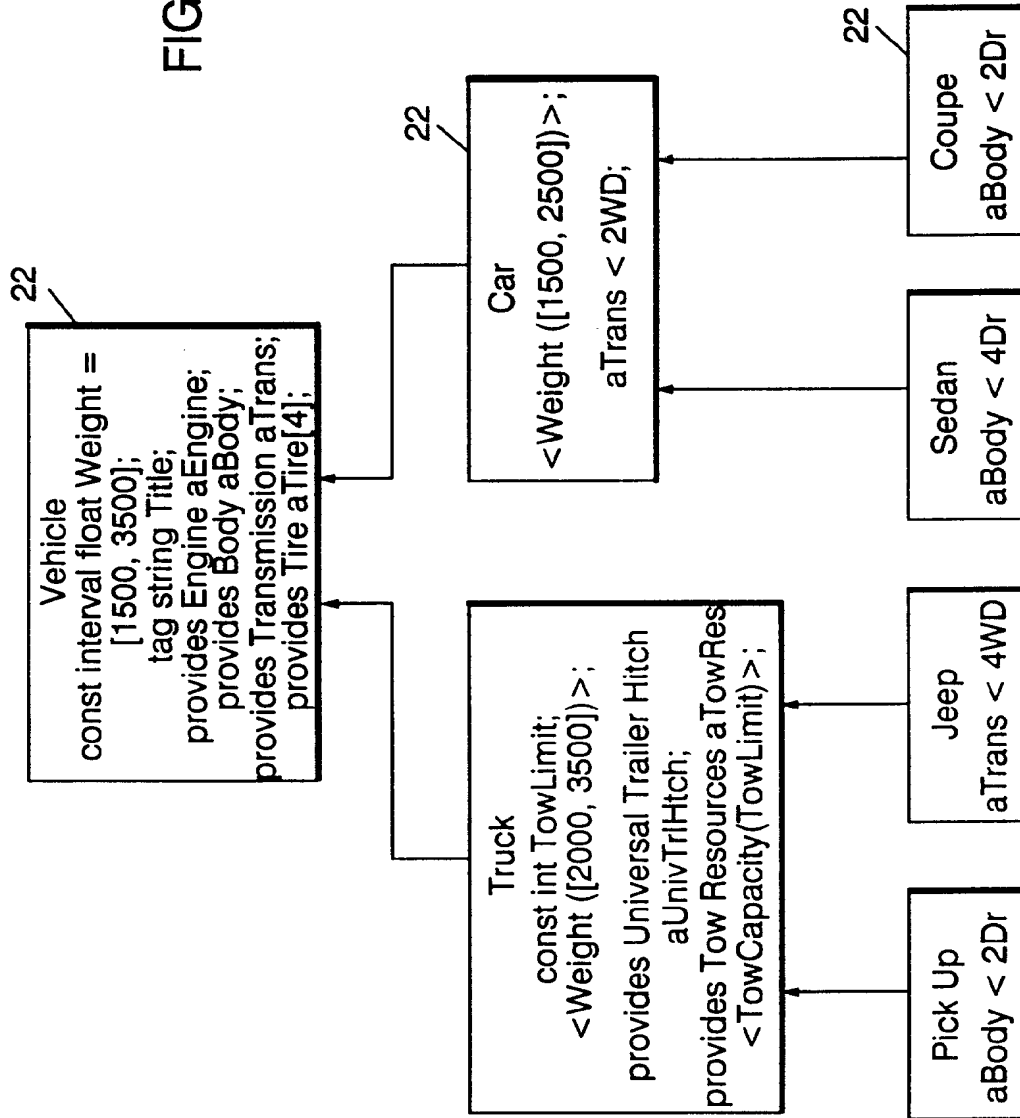 FIG
22
Vehicle
const interval float Weight =
[1500, 3500];
tag string Title;
provides Engine aEngine;
provides Body aBody;
provides Transmission aTrans;
provides Tire aTire[4];
22
Car
<Weight ([1500, 2500])>;
aTrans < 2WD;
Truck
const int TowLimit;
<Weight ([2000, 3500])>;
provides Universal Trailer Hitch
aUnivTrlHtch;
provides Tow Resources aTowRes
<TowCapacity(TowLimit)>;
22
Pick Up
aBody < 2Dr
Jeep
aTrans < 4WD
Sedan
aBody < 4Dr
Coupe
aBody < 2Dr